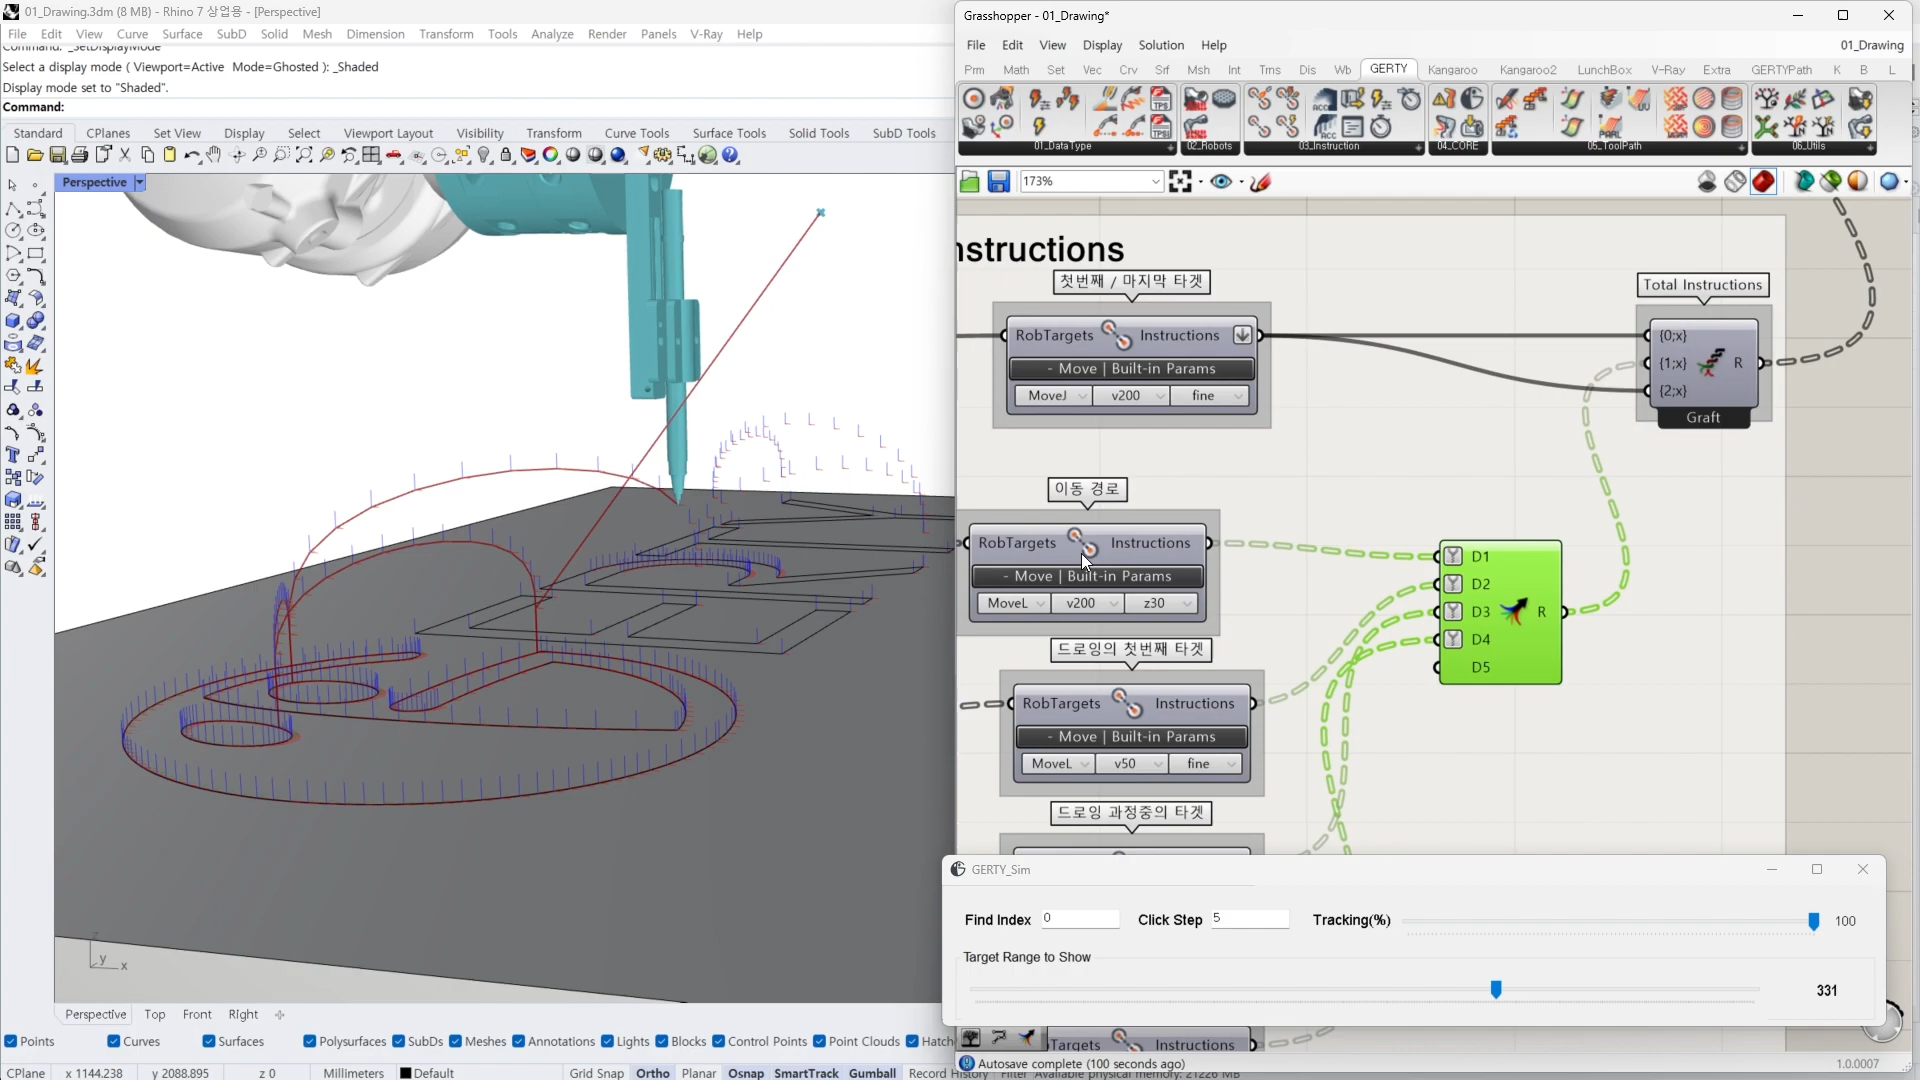 01_Drawing.3dm (8 MB) - Rhino 7 상업용 - [Perspective]
File Edit View Curve Surface SubD Solid Mesh Dimension Transform Tools Analyze Render Panels V-Ray Help
Command: _SetDisplayMode
Select a display mode ( Viewport=Active Mode=Ghosted ): _Shaded
Display mode set to "Shaded".
Command:
Standard CPlanes Set View Display Select Viewport Layout Visibility Transform Curve Tools Surface Tools Solid Tools SubD Tools
Perspective
z
y x
Perspective Top Front Right
Points Curves Surfaces Polysurfaces SubDs Meshes Annotations Lights Blocks Control Points Point Clouds Hatch
CPlane x 1144.238 y 2088.895 z 0 Millimeters Default Grid Snap Ortho Planar Osnap SmartTrack Gumball Record History Filter Available physical memory: 21226 MB
Grasshopper - 01_Drawing*
File Edit View Display Solution Help
01_Drawing
Prm Math Set Vec Crv Srf Msh Int Trns Dis Wb GERTY Kangaroo Kangaroo2 LunchBox V-Ray Extra GERTYPath K B L
TPS
TPS
ACC
ACC
PARL
01_DataType 02_Robots 03_Instruction 04_CORE 05_ToolPath 06_Utils
173%
nstructions
첫번째 / 마지막 타겟
RobTargets Instructions
- Move | Built-in Params
MoveJ v200 fine
Total Instructions
{0;x}
{1;x} R
{2;x}
Graft
이동 경로
RobTargets Instructions
- Move | Built-in Params
MoveL v200 z30
D1
D2
D3 R
D4
D5
드로잉의 첫번째 타겟
RobTargets Instructions
- Move | Built-in Params
MoveL v50 fine
드로잉 과정중의 타겟
GERTY_Sim
Find Index 0 Click Step 5 Tracking(%) 100
Target Range to Show
331
Targets Instructions
Autosave complete (100 seconds ago)
1.0.0007